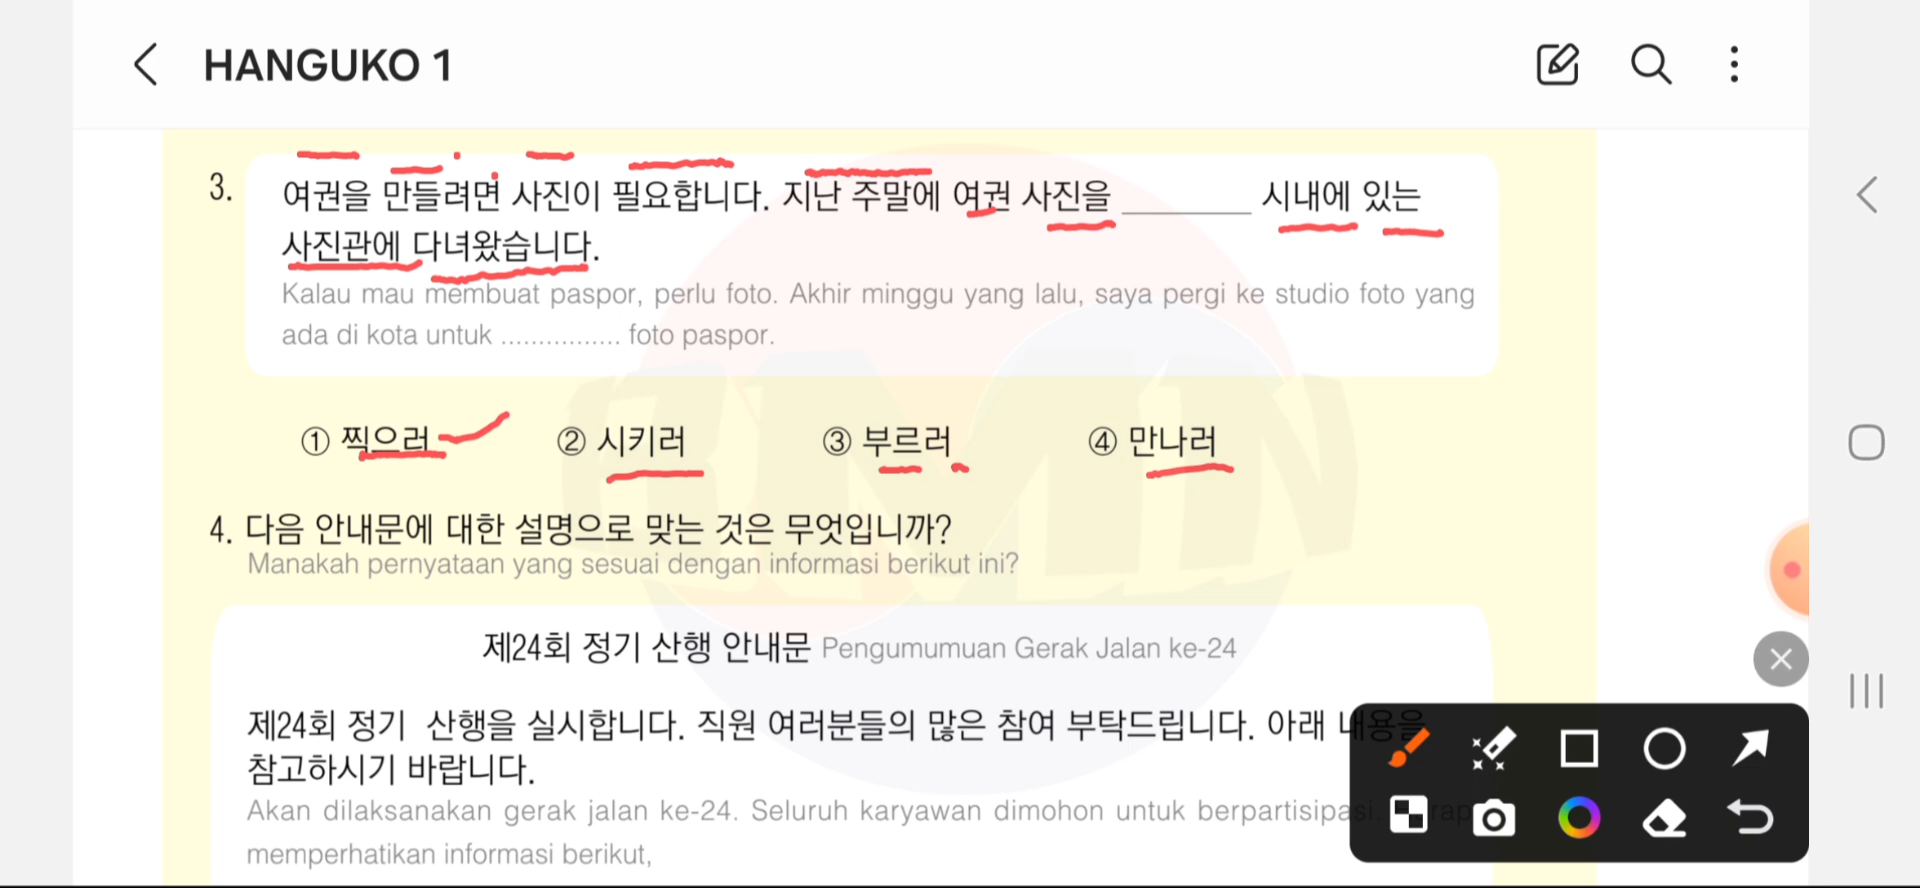 HANGUKO 1
3. 여권을 만들려면 사진이 필요합니다. 지난 주말에 여권 사진을 ________ 시내에 있는
사진관에 다녀왔습니다.
Kalau mau membuat paspor, perlu foto. Akhir minggu yang lalu, saya pergi ke studio foto yang
ada di kota untuk ................ foto paspor.
① 찍으러 ② 시키러 ③ 부르러 ④ 만나러
4. 다음 안내문에 대한 설명으로 맞는 것은 무엇입니까?
Manakah pernyataan yang sesuai dengan informasi berikut ini?
제24회 정기 산행 안내문 Pengumumuan Gerak Jalan ke-24
제24회 정기 산행을 실시합니다. 직원 여러분들의 많은 참여 부탁드립니다. 아래 내용을
참고하시기 바랍니다.
Akan dilaksanakan gerak jalan ke-24. Seluruh karyawan dimohon untuk berpartisipasi.
memperhatikan informasi berikut,